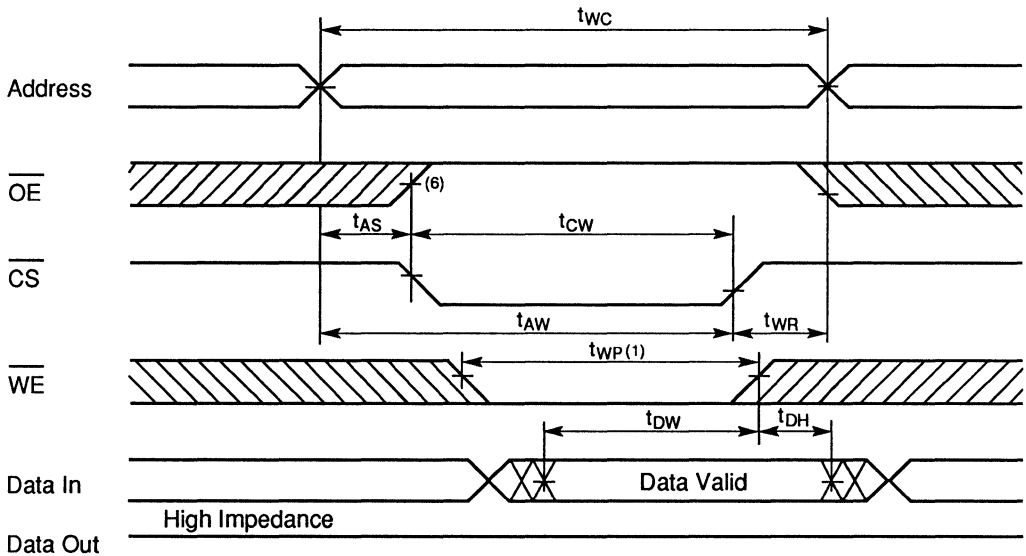 tWC
Address
OE
(6)
tAS
tCW
CS
tAW
tWR
tWP(1)
WE
tDW
tDH
Data In
Data Valid
High Impedance
Data Out